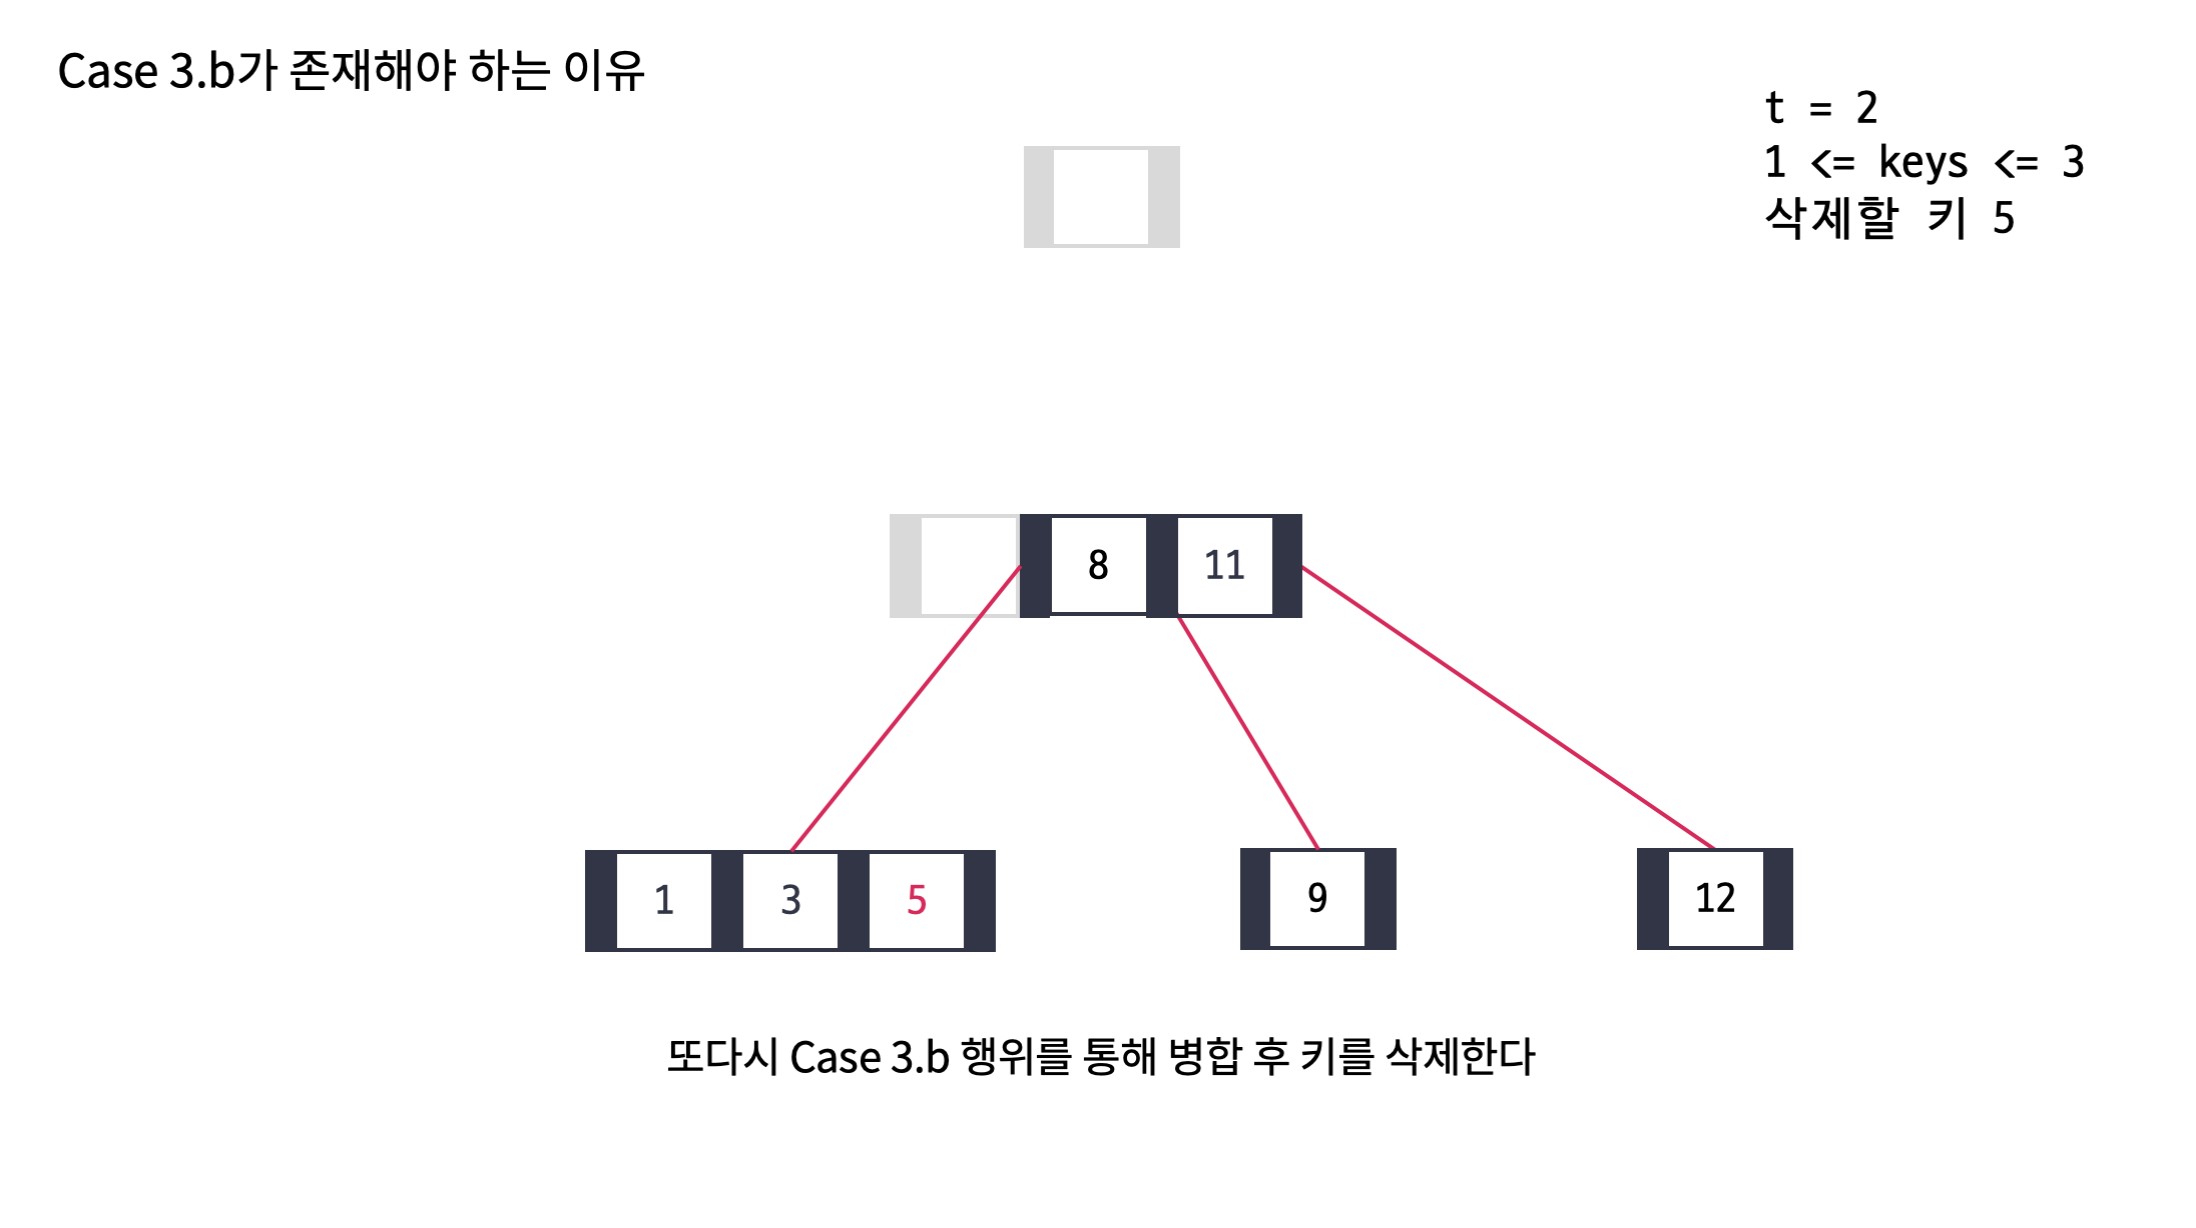 Case 3.b가 존재해야 하는 이유
t = 2
1 <= keys <= 3
삭제할 키 5
8 11
1 3 5 9 12
또다시 Case 3.b 행위를 통해 병합 후 키를 삭제한다